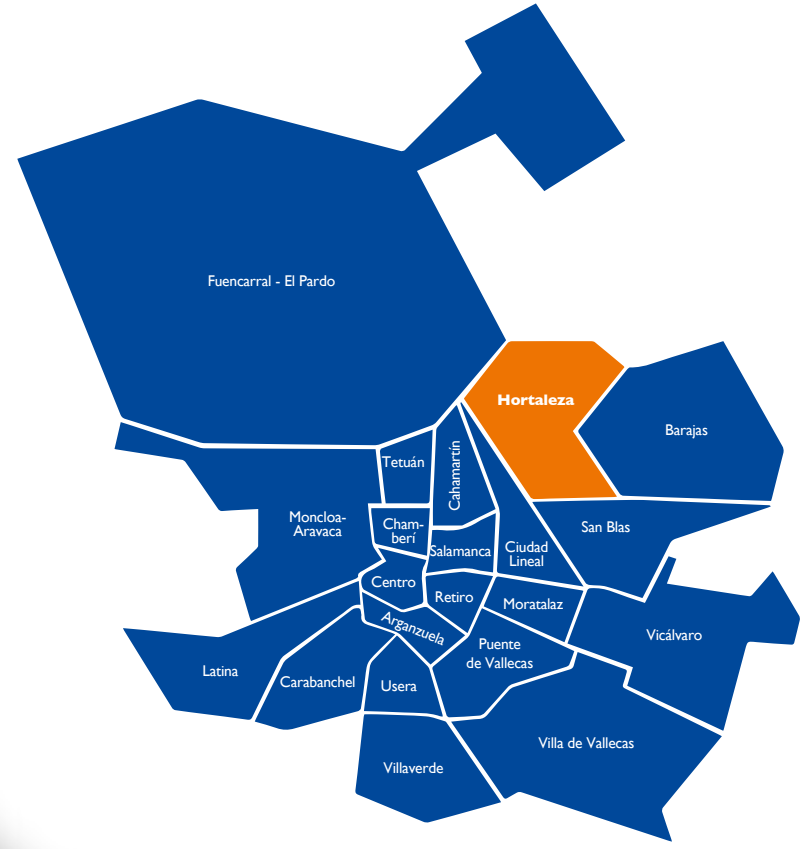 Fuencarral - El Pardo
Hortaleza
Barajas
Tetuán
Cahamartín
Moncloa-
Aravaca
Cham-
berí
San Blas
Salamanca
Ciudad
Lineal
Centro
Retiro
Moratalaz
Arganzuela
Vicálvaro
Puente
de Vallecas
Latina
Carabanchel
Usera
Villa de Vallecas
Villaverde